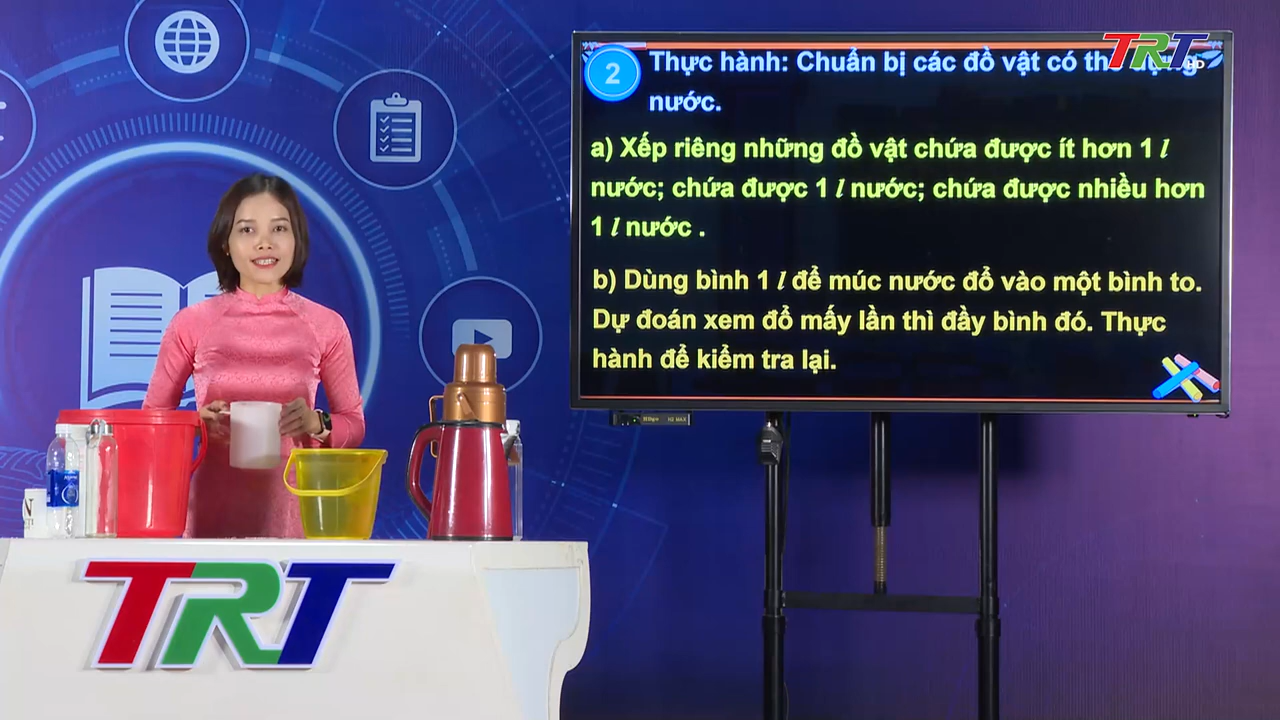 TRT
HD
2
Thực hành: Chuẩn bị các đồ vật có thể đựng
nước.
a) Xếp riêng những đồ vật chứa được ít hơn 1 l
nước; chứa được 1 l nước; chứa được nhiều hơn
1 l nước .
b) Dùng bình 1 l để múc nước đổ vào một bình to.
Dự đoán xem đổ mấy lần thì đầy bình đó. Thực
hành để kiểm tra lại.
N
TRT